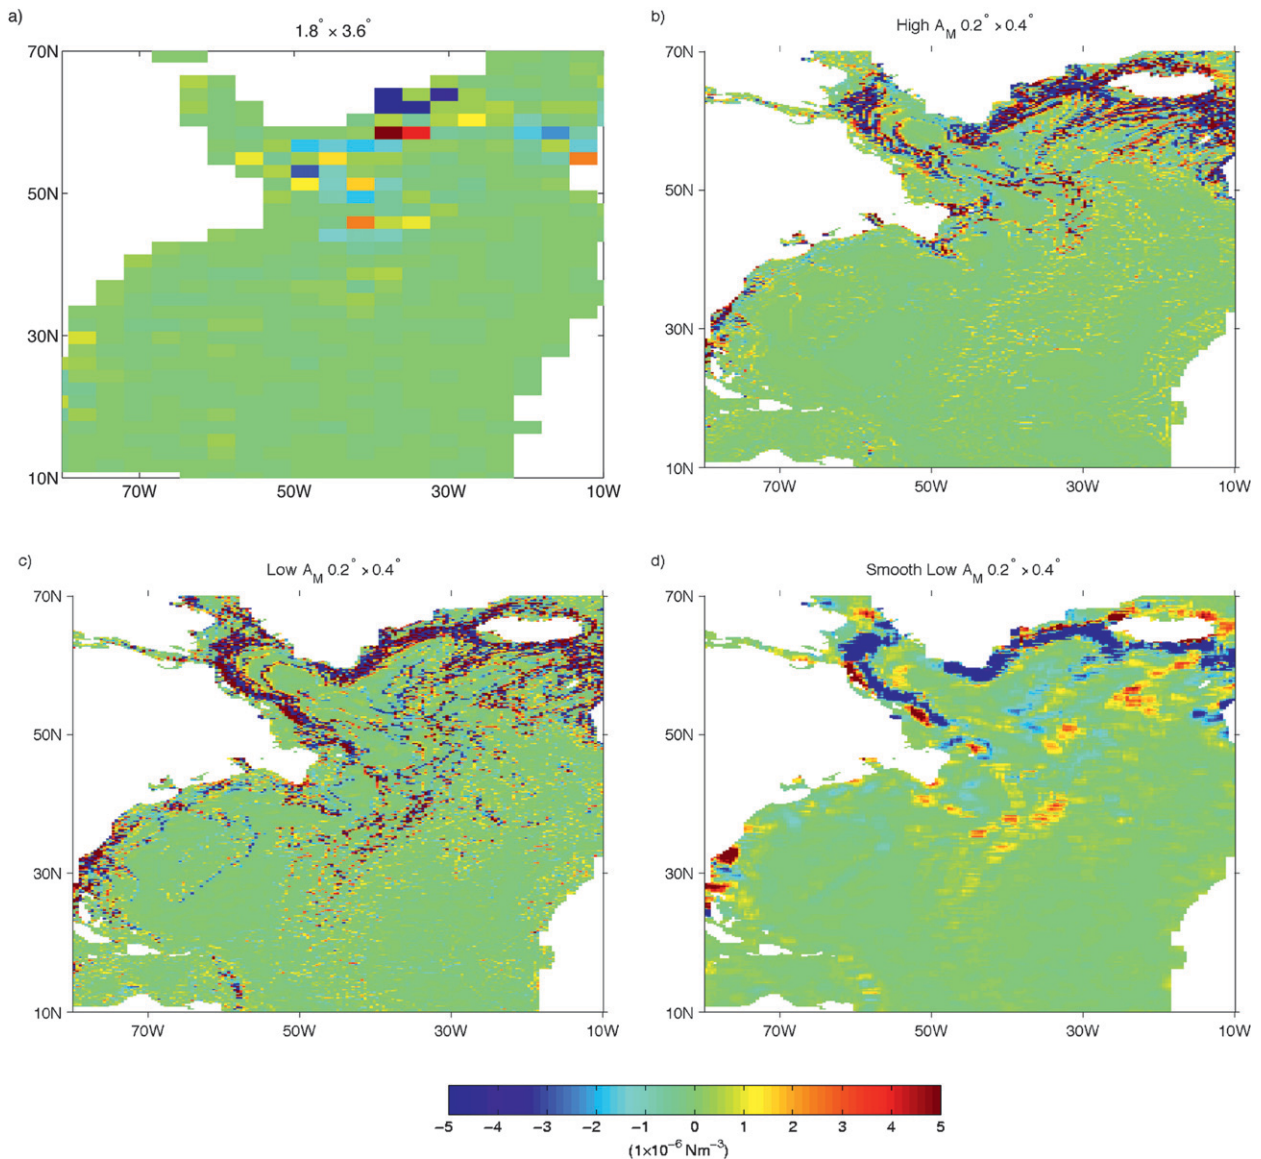 a)
1.8° × 3.6°
70N
50N
30N
10N
70W 50W 30W 10W
b)
High A_M 0.2° > 0.4°
70N
50N
30N
10N
70W 50W 30W 10W
c)
Low A_M 0.2° > 0.4°
70N
50N
30N
10N
70W 50W 30W 10W
d)
Smooth Low A_M 0.2° > 0.4°
70N
50N
30N
10N
70W 50W 30W 10W
−5 −4 −3 −2 −1 0 1 2 3 4 5
(1×10⁻⁶ Nm⁻³)